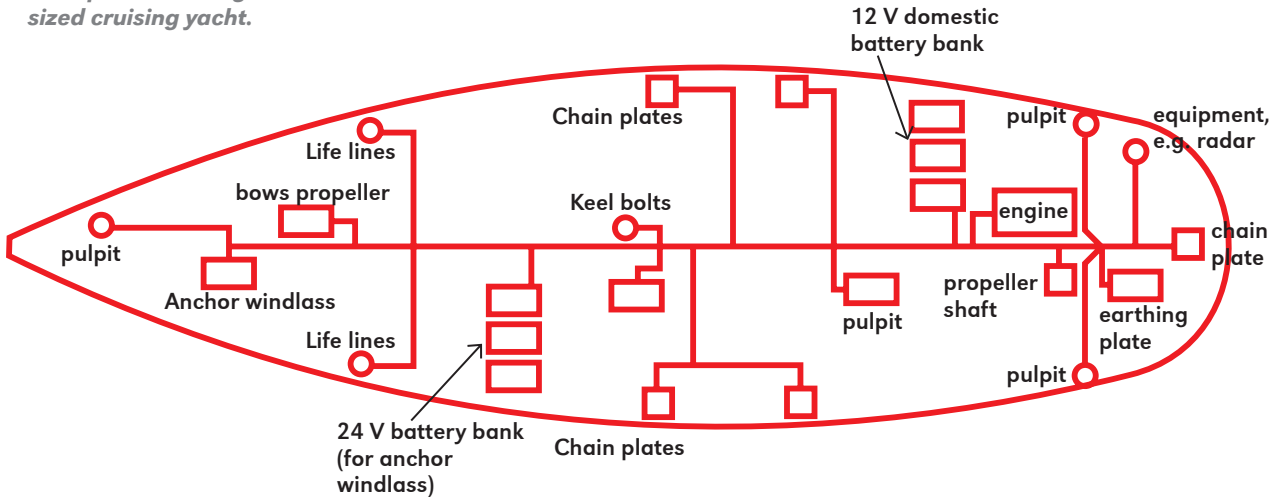 sized cruising yacht.
12 V domestic
battery bank
Chain plates
pulpit
equipment,
e.g. radar
Life lines
bows propeller
Keel bolts
engine
pulpit
chain
plate
Anchor windlass
propeller
shaft
pulpit
earthing
plate
Life lines
pulpit
24 V battery bank
(for anchor
windlass)
Chain plates